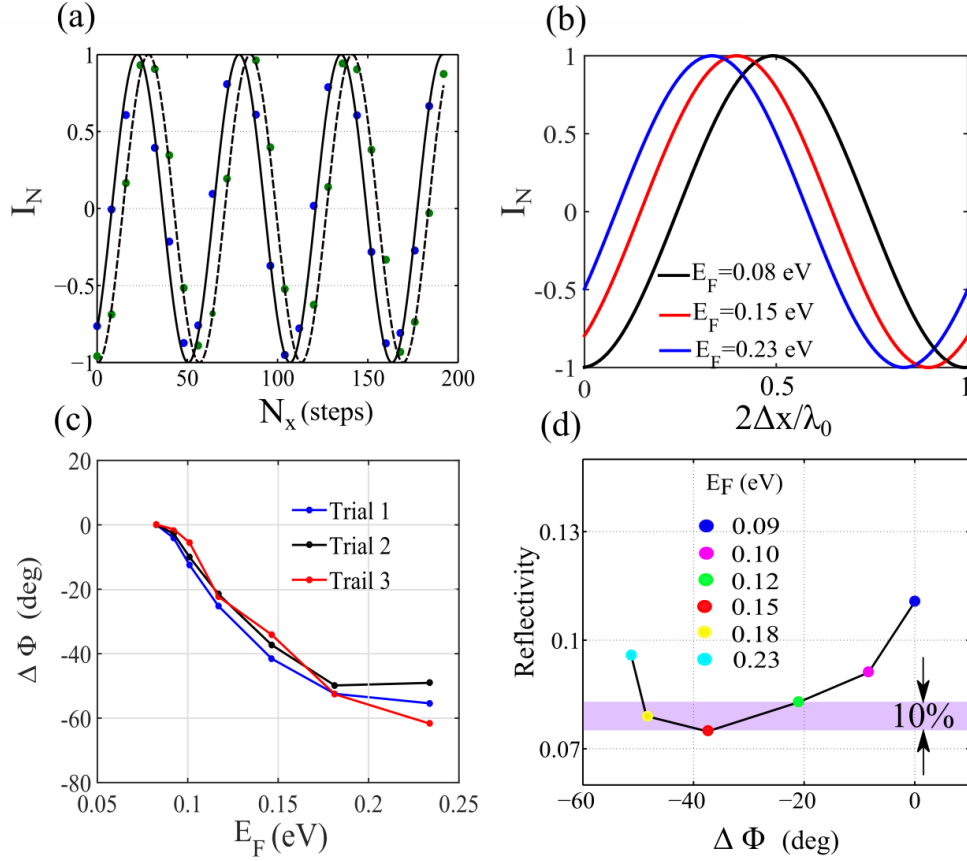 (a)
1
0.5
0
−0.5
−1
0
50
100
150
200
I_N
N_x (steps)
(b)
1
0.5
0
-0.5
-1
0
0.5
1
I_N
E_F=0.08 eV
E_F=0.15 eV
E_F=0.23 eV
2Δx/λ₀
(c)
20
0
-20
-40
-60
-80
0.05
0.1
0.15
0.2
0.25
Δ Φ (deg)
Trial 1
Trial 2
Trail 3
E_F(eV)
(d)
E_F (eV)
0.09
0.10
0.12
0.15
0.18
0.23
0.13
0.1
0.07
Reflectivity
10%
−60
−40
−20
0
Δ Φ (deg)